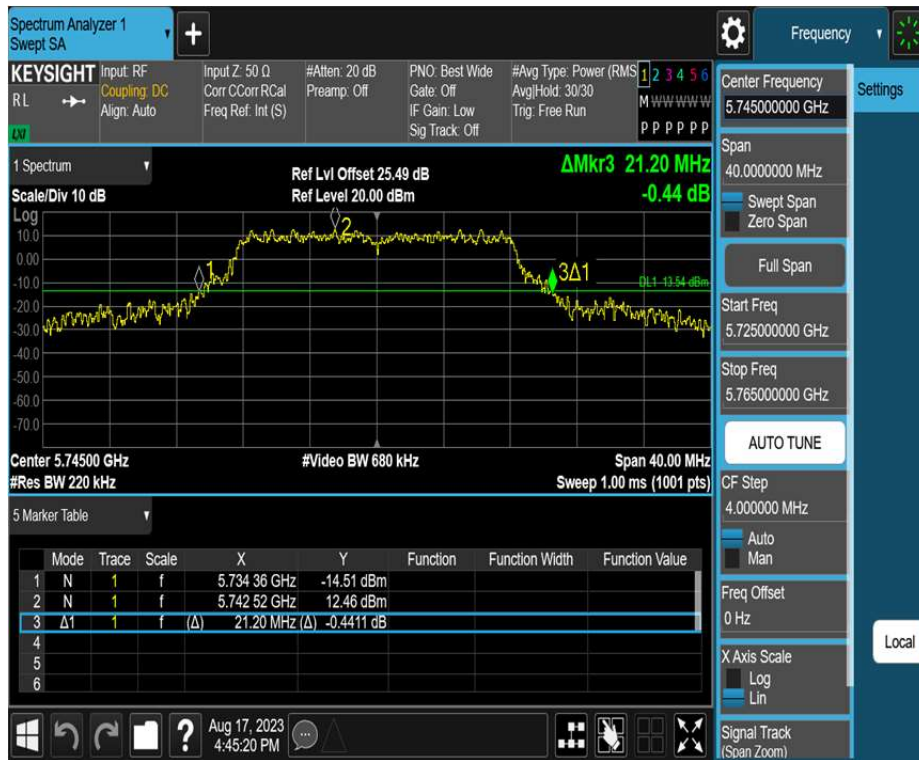 Spectrum Analyzer 1
Swept SA
+
Frequency
KEYSIGHT
RL
LXI
Input: RF
Coupling: DC
Align: Auto
Input Z: 50 Ω
Corr CCorr RCal
Freq Ref: Int (S)
#Atten: 20 dB
Preamp: Off
PNO: Best Wide
Gate: Off
IF Gain: Low
Sig Track: Off
#Avg Type: Power (RMS
Avg|Hold: 30/30
Trig: Free Run
1 2 3 4 5 6
M W W W W W
P P P P P P
1 Spectrum
Scale/Div 10 dB
Ref Lvl Offset 25.49 dB
Ref Level 20.00 dBm
ΔMkr3 21.20 MHz
-0.44 dB
Log
10.0
0.00
-10.0
-20.0
-30.0
-40.0
-50.0
-60.0
-70.0
1
2
3Δ1
DL1 -13.54 dBm
Center 5.74500 GHz
#Res BW 220 kHz
#Video BW 680 kHz
Span 40.00 MHz
Sweep 1.00 ms (1001 pts)
5 Marker Table
Mode Trace Scale X Y Function Function Width Function Value
1 N 1 f 5.734 36 GHz -14.51 dBm
2 N 1 f 5.742 52 GHz 12.46 dBm
3 Δ1 1 f (Δ) 21.20 MHz (Δ) -0.4411 dB
4
5
6
?
Aug 17, 2023
4:45:20 PM
Center Frequency
5.745000000 GHz
Settings
Span
40.0000000 MHz
Swept Span
Zero Span
Full Span
Start Freq
5.725000000 GHz
Stop Freq
5.765000000 GHz
AUTO TUNE
CF Step
4.000000 MHz
Auto
Man
Freq Offset
0 Hz
Local
X Axis Scale
Log
Lin
Signal Track
(Span Zoom)